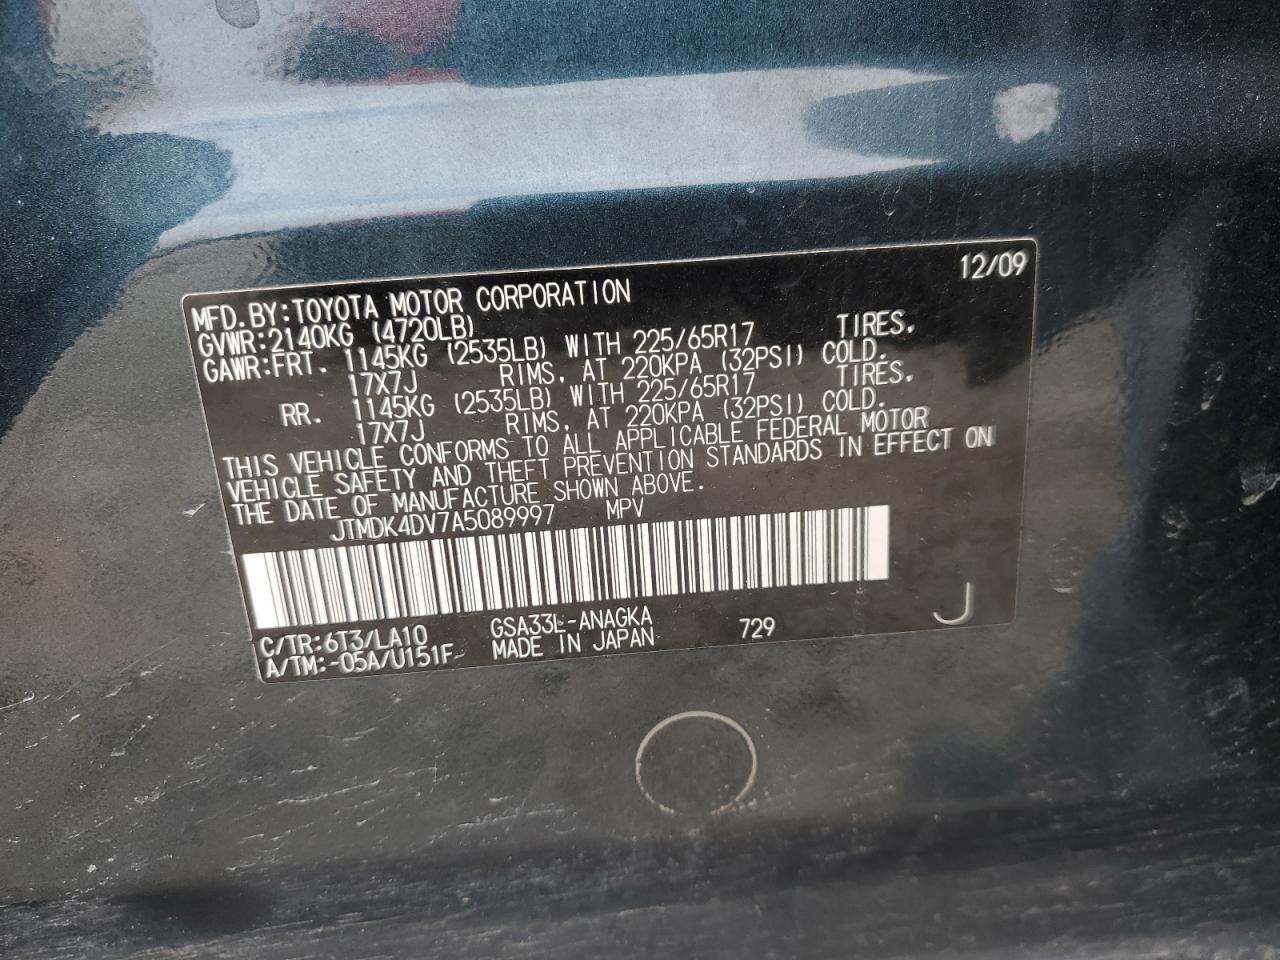 12/09
MFD. BY: TOYOTA MOTOR CORPORATION
GVWR: 2140KG (4720LB)
GAWR: FRT. 1145KG (2535LB) WITH 225/65R17 TIRES,
17X7J RIMS, AT 220KPA (32PSI) COLD.
RR. 1145KG (2535LB) WITH 225/65R17 TIRES,
17X7J RIMS, AT 220KPA (32PSI) COLD.
THIS VEHICLE CONFORMS TO ALL APPLICABLE FEDERAL MOTOR
VEHICLE SAFETY AND THEFT PREVENTION STANDARDS IN EFFECT ON
THE DATE OF MANUFACTURE SHOWN ABOVE.
JTMDK4DV7A5089997 MPV
C/TR: 6T3/LA10 GSA33L-ANAGKA 729 J
A/TM: -05A/U151F MADE IN JAPAN